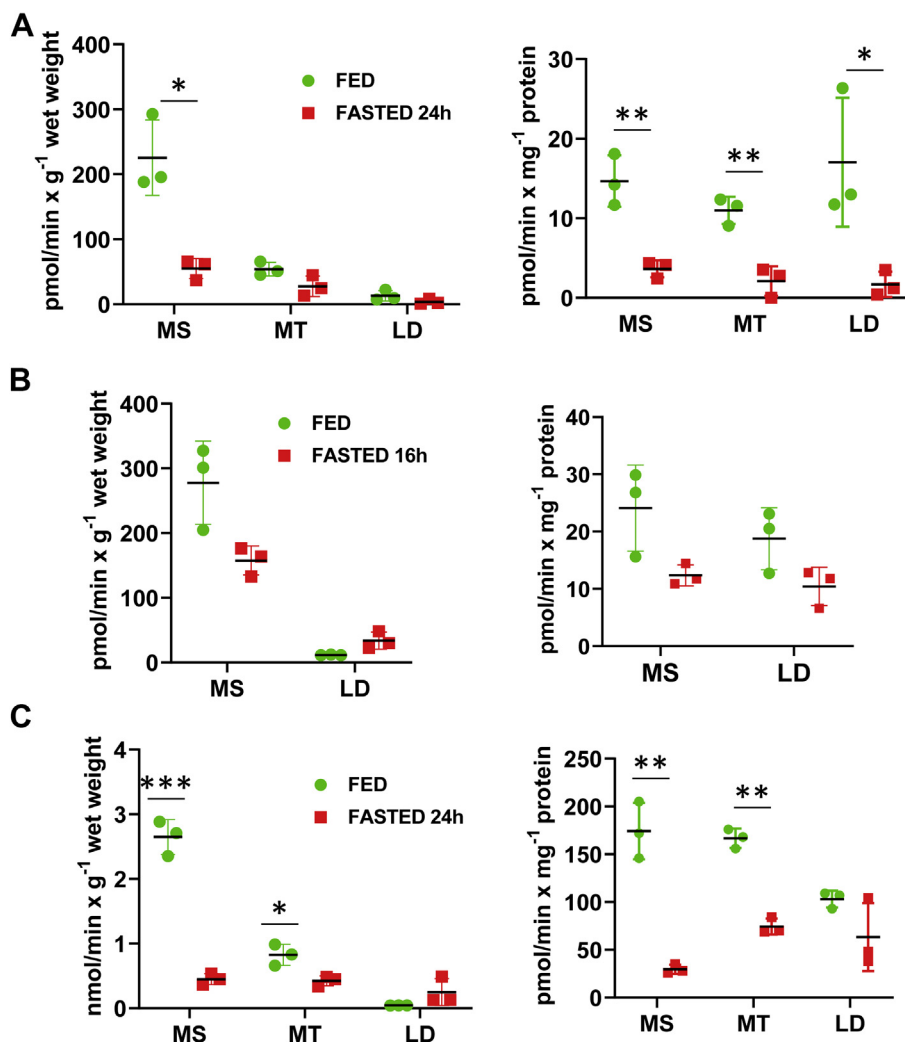 A
pmol/min x g⁻¹ wet weight
400
300
200
100
0
*
FED
FASTED 24h
MS
MT
LD
pmol/min x mg⁻¹ protein
30
20
10
0
**
**
*
MS
MT
LD
B
pmol/min x g⁻¹ wet weight
400
300
200
100
0
FED
FASTED 16h
MS
LD
pmol/min x mg⁻¹ protein
40
30
20
10
0
MS
LD
C
nmol/min x g⁻¹ wet weight
4
3
2
1
0
***
*
FED
FASTED 24h
MS
MT
LD
pmol/min x mg⁻¹ protein
250
200
150
100
50
0
**
**
MS
MT
LD